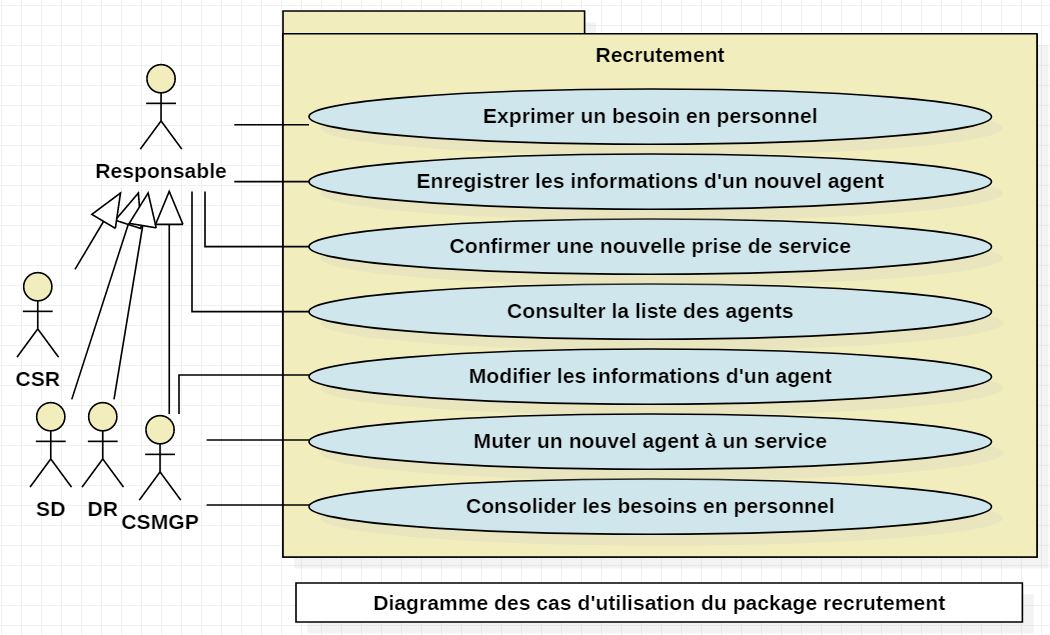 Recrutement
Exprimer un besoin en personnel
Responsable
Enregistrer les informations d'un nouvel agent
Confirmer une nouvelle prise de service
Consulter la liste des agents
CSR
Modifier les informations d'un agent
Muter un nouvel agent à un service
SD
DR
CSMGP
Consolider les besoins en personnel
Diagramme des cas d'utilisation du package recrutement